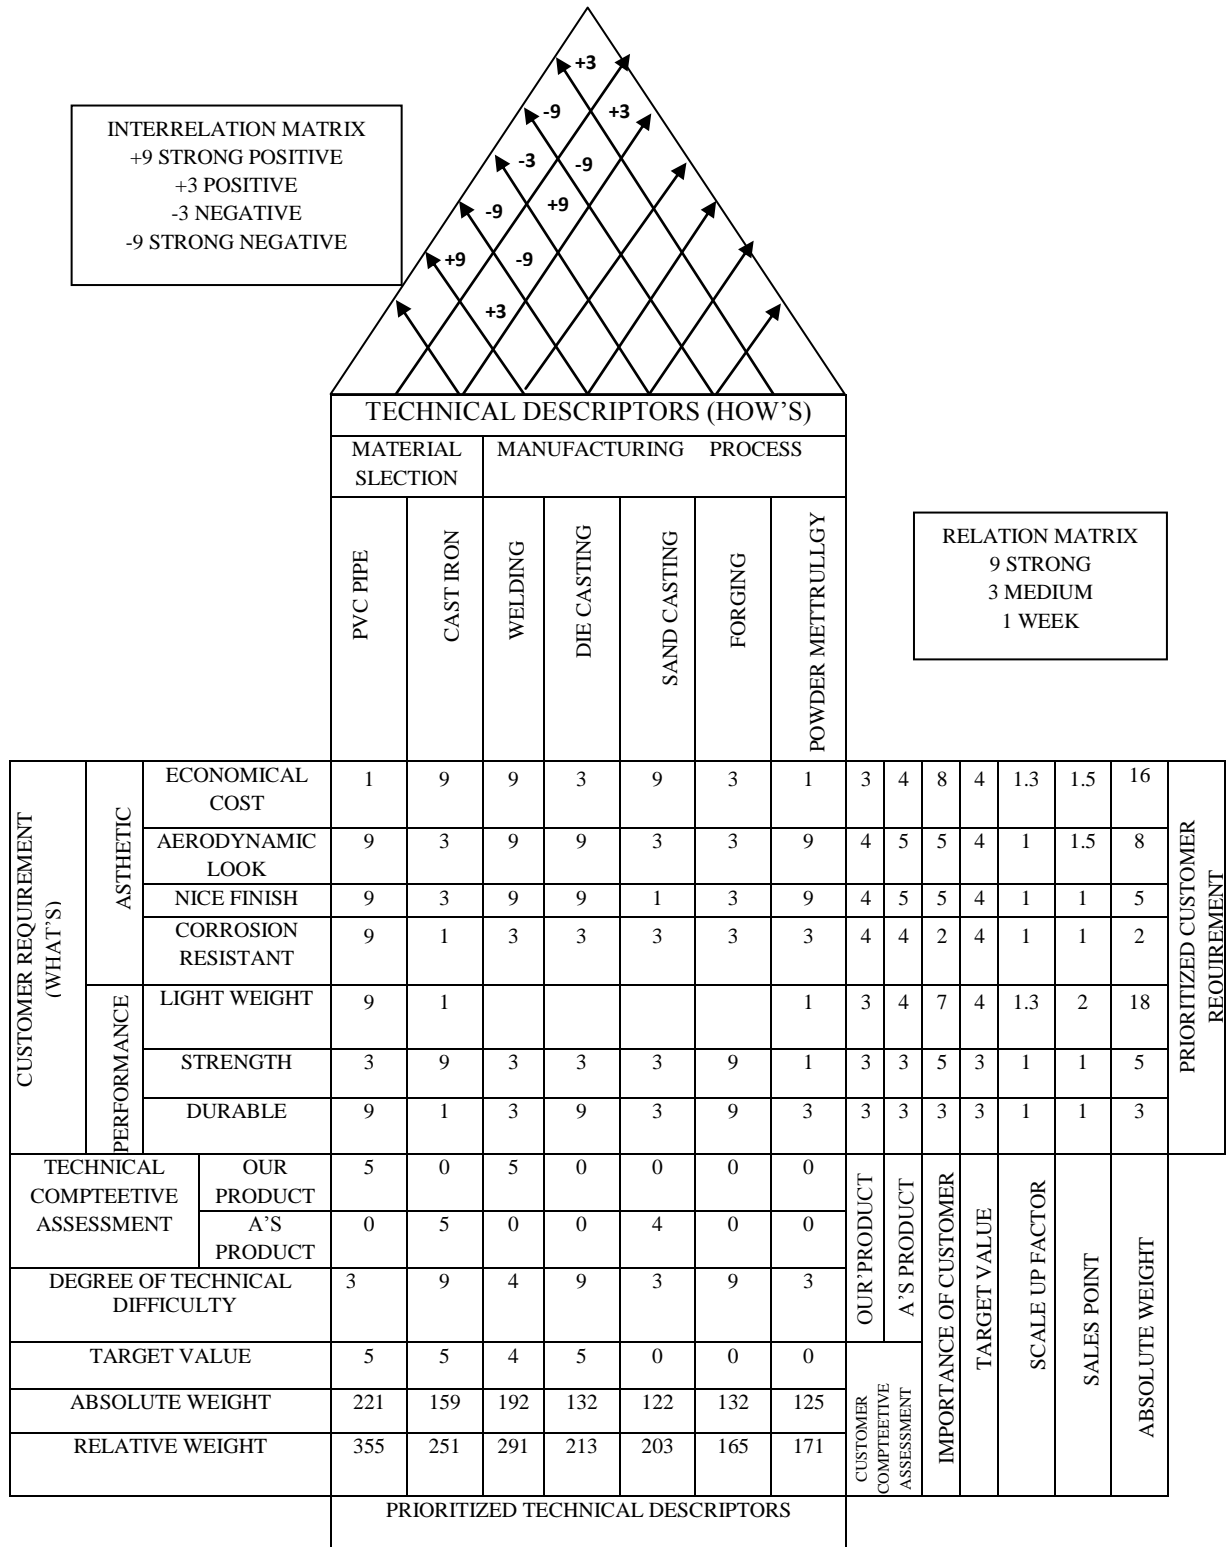 +3
-9
+3
-3
-9
-9
+9
+9
-9
+3
INTERRELATION MATRIX
+9 STRONG POSITIVE
+3 POSITIVE
-3 NEGATIVE
-9 STRONG NEGATIVE
TECHNICAL DESCRIPTORS (HOW'S)
MATERIAL
SLECTION
MANUFACTURING PROCESS
PVC PIPE
CAST IRON
WELDING
DIE CASTING
SAND CASTING
FORGING
POWDER METTRULLGY
RELATION MATRIX
9 STRONG
3 MEDIUM
1 WEEK
CUSTOMER REQUIREMENT
(WHAT'S)
ASTHETIC
PERFORMANCE
ECONOMICAL
COST
1 9 9 3 9 3 1 3 4 8 4 1.3 1.5 16
AERODYNAMIC
LOOK
9 3 9 9 3 3 9 4 5 5 4 1 1.5 8
NICE FINISH 9 3 9 9 1 3 9 4 5 5 4 1 1 5
CORROSION
RESISTANT
9 1 3 3 3 3 3 4 4 2 4 1 1 2
LIGHT WEIGHT 9 1 1 3 4 7 4 1.3 2 18
STRENGTH 3 9 3 3 3 9 1 3 3 5 3 1 1 5
DURABLE 9 1 3 9 3 9 3 3 3 3 3 1 1 3
PRIORITIZED CUSTOMER
REQUIREMENT
TECHNICAL
COMPTEETIVE
ASSESSMENT
OUR
PRODUCT
5 0 5 0 0 0 0
A'S
PRODUCT
0 5 0 0 4 0 0
DEGREE OF TECHNICAL
DIFFICULTY
3 9 4 9 3 9 3
TARGET VALUE 5 5 4 5 0 0 0
ABSOLUTE WEIGHT 221 159 192 132 122 132 125
RELATIVE WEIGHT 355 251 291 213 203 165 171
OUR'PRODUCT
A'S PRODUCT
CUSTOMER
COMPTEETIVE
ASSESSMENT
IMPORTANCE OF CUSTOMER
TARGET VALUE
SCALE UP FACTOR
SALES POINT
ABSOLUTE WEIGHT
PRIORITIZED TECHNICAL DESCRIPTORS